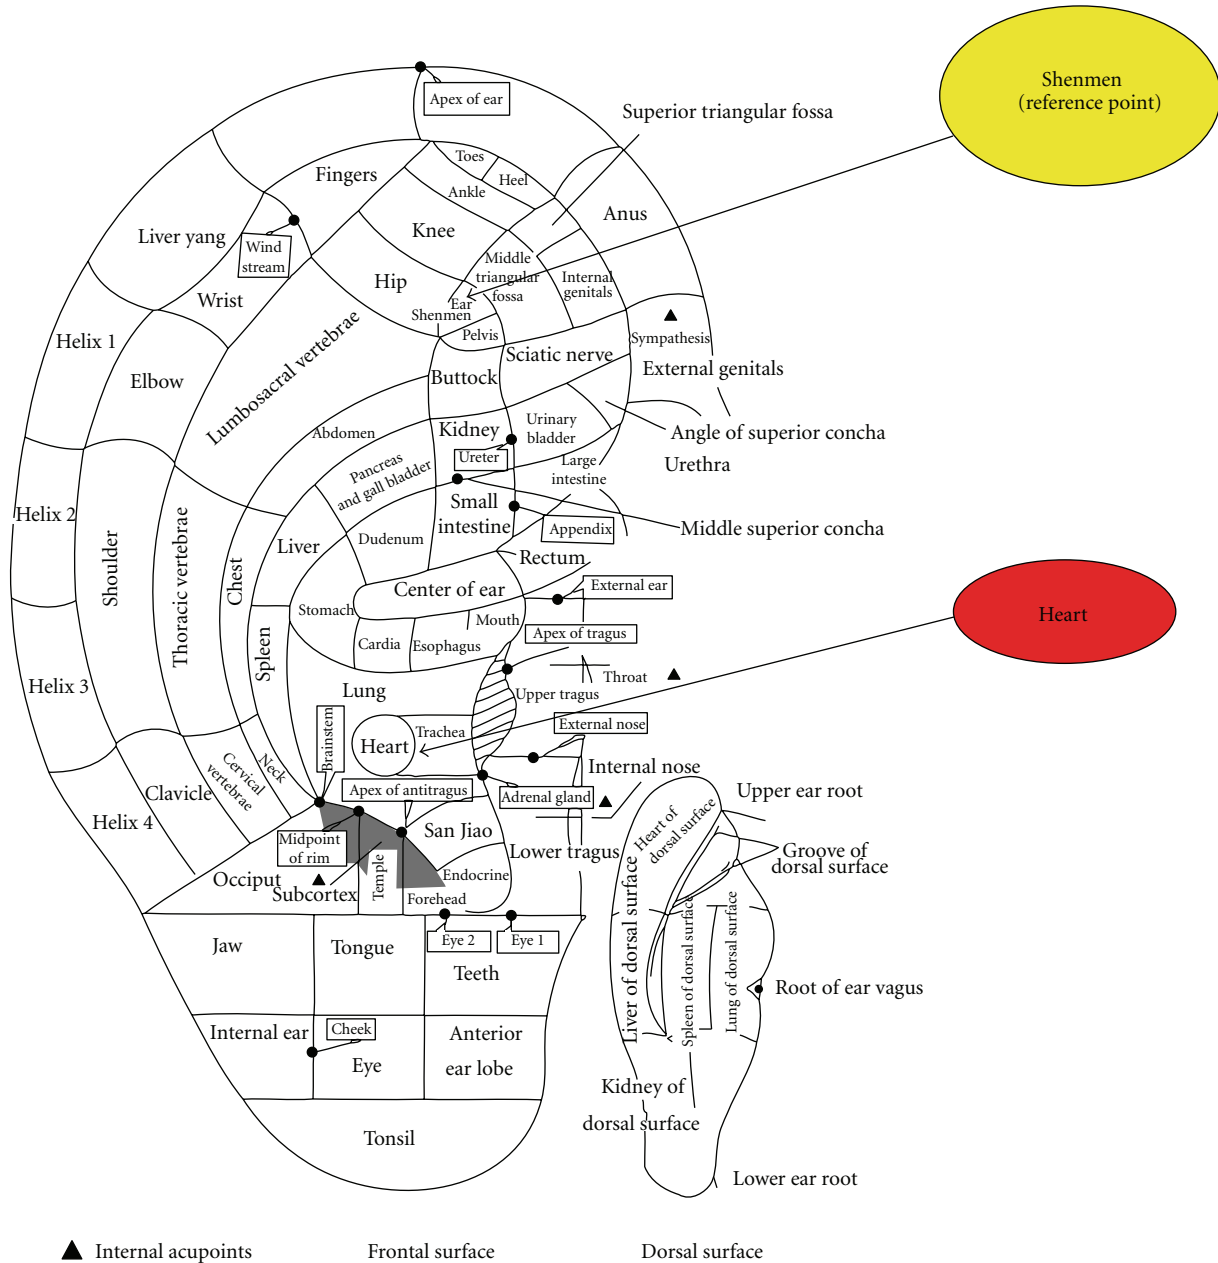 Shenmen
(reference point)
Apex of ear
Superior triangular fossa
Toes
Heel
Fingers
Ankle
Anus
Liver yang
Knee
Wind
stream
Middle
triangular
fossa
Internal
genitals
Hip
Wrist
Ear
Shenmen
Helix 1
Pelvis
Sympathesis
Sciatic nerve
External genitals
Elbow
Buttock
Lumbosacral vertebrae
Abdomen
Kidney
Urinary
bladder
Angle of superior concha
Ureter
Urethra
Pancreas
and gall bladder
Large
intestine
Small
intestine
Helix 2
Appendix
Middle superior concha
Shoulder
Thoracic vertebrae
Liver
Dudenum
Rectum
Chest
Center of ear
External ear
Stomach
Mouth
Apex of tragus
Heart
Cardia
Esophagus
Spleen
Throat
Helix 3
Lung
Upper tragus
External nose
Brainstem
Trachea
Heart
Neck
Cervical
vertebrae
Internal nose
Clavicle
Apex of antitragus
Adrenal gland
Upper ear root
Helix 4
San Jiao
Heart of
dorsal surface
Midpoint
of rim
Lower tragus
Groove of
dorsal surface
Occiput
Subcortex
Temple
Endocrine
Forehead
Eye 2
Eye 1
Jaw
Tongue
Teeth
Liver of dorsal surface
Spleen of dorsal surface
Lung of dorsal surface
Root of ear vagus
Internal ear
Cheek
Eye
Anterior
ear lobe
Kidney of
dorsal surface
Tonsil
Lower ear root
Internal acupoints
Frontal surface
Dorsal surface